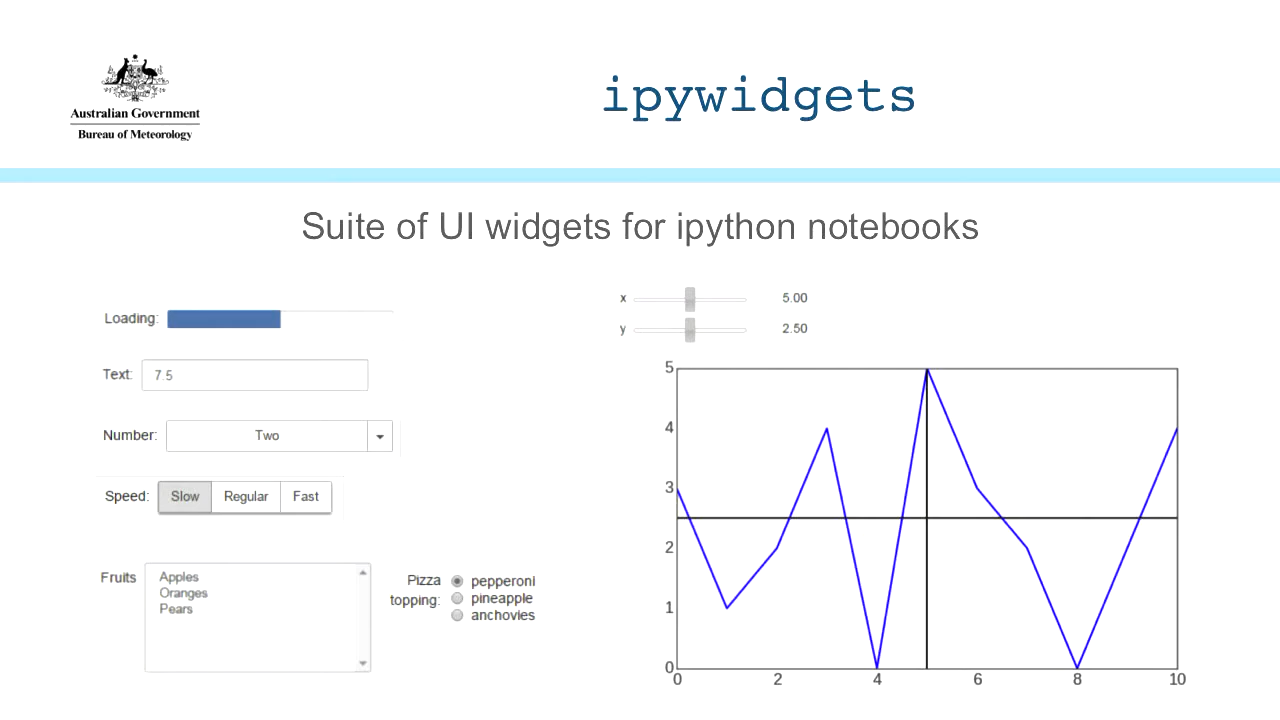 Australian Government
Bureau of Meteorology
ipywidgets
Suite of UI widgets for ipython notebooks
Loading:
Text: 7.5
Number: Two
Speed: Slow Regular Fast
Fruits Apples
Oranges
Pears
Pizza topping:
pepperoni
pineapple
anchovies
x 5.00
y 2.50
5
4
3
2
1
0
0 2 4 6 8 10